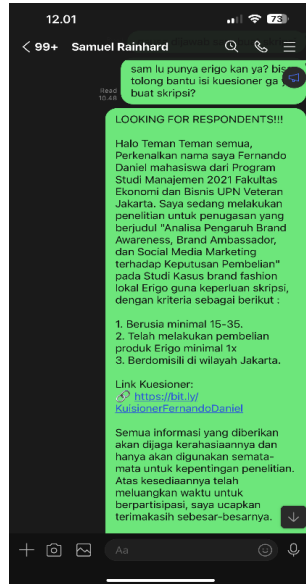 12.01
73
99+ Samuel Rainhard
sam lu punya erigo kan ya?
tolong bantu isi kuesioner ga
buat skripsi?
Read
10.48
LOOKING FOR RESPONDENTS!!!
Halo Teman Teman semua,
Perkenalkan nama saya Fernando
Daniel mahasiswa dari Program
Studi Manajemen 2021 Fakultas
Ekonomi dan Bisnis UPN Veteran
Jakarta. Saya sedang melakukan
penelitian untuk penugasan yang
berjudul "Analisa Pengaruh Brand
Awareness, Brand Ambassador,
dan Social Media Marketing
terhadap Keputusan Pembelian"
pada Studi Kasus brand fashion
lokal Erigo guna keperluan skripsi,
dengan kriteria sebagai berikut :
1. Berusia minimal 15-35.
2. Telah melakukan pembelian
produk Erigo minimal 1x
3. Berdomisili di wilayah Jakarta.
Link Kuesioner:
https://bit.ly/
KuisionerFernandoDaniel
Semua informasi yang diberikan
akan dijaga kerahasiaannya dan
hanya akan digunakan semata-
mata untuk kepentingan penelitian.
Atas kesediaannya telah
meluangkan waktu untuk
berpartisipasi, saya ucapkan
terimakasih sebesar-besarnya.
Aa